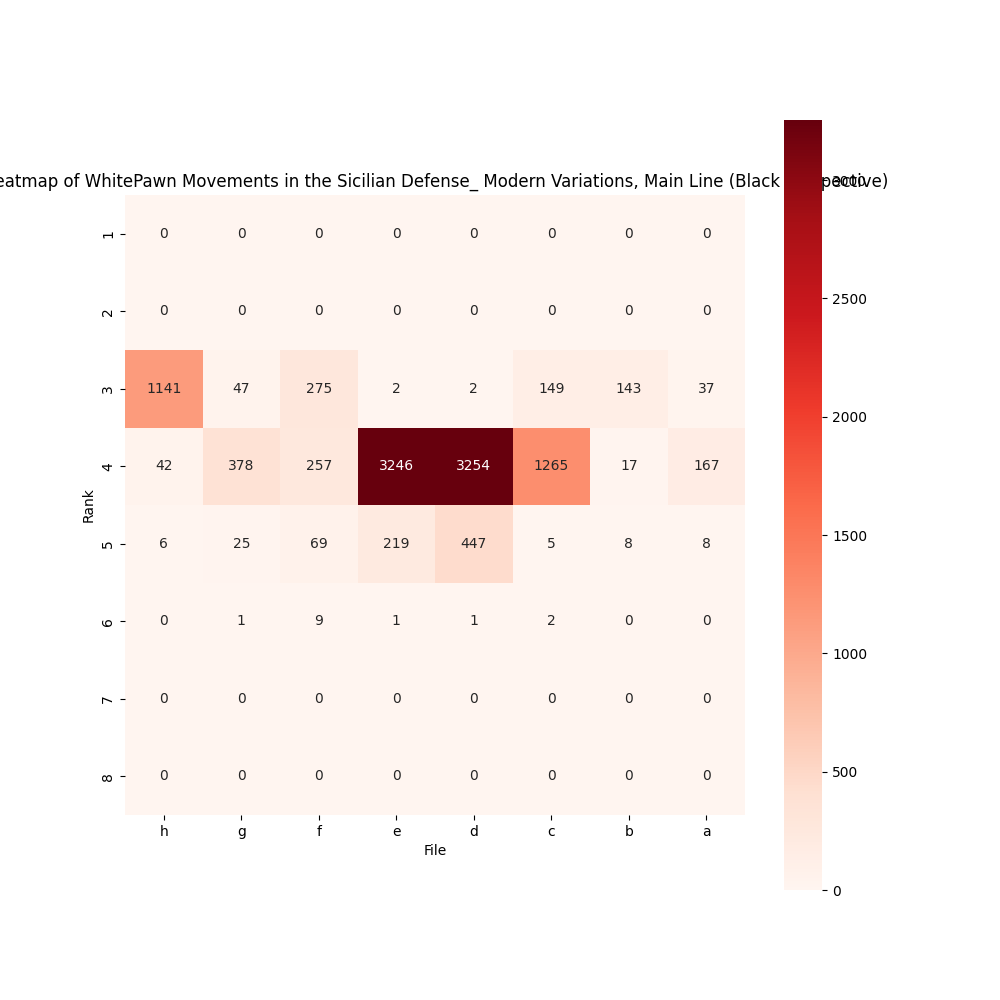 eatmap of WhitePawn Movements in the Sicilian Defense_ Modern Variations, Main Line (Black pective)
3000
1 0 0 0 0 0 0 0 0
2 0 0 0 0 0 0 0 0
2500
3 1141 47 275 2 2 149 143 37
2000
4 42 378 257 3246 3254 1265 17 167
Rank
1500
5 6 25 69 219 447 5 8 8
6 0 1 9 1 1 2 0 0
1000
7 0 0 0 0 0 0 0 0
500
8 0 0 0 0 0 0 0 0
h g f e d c b a
File
0